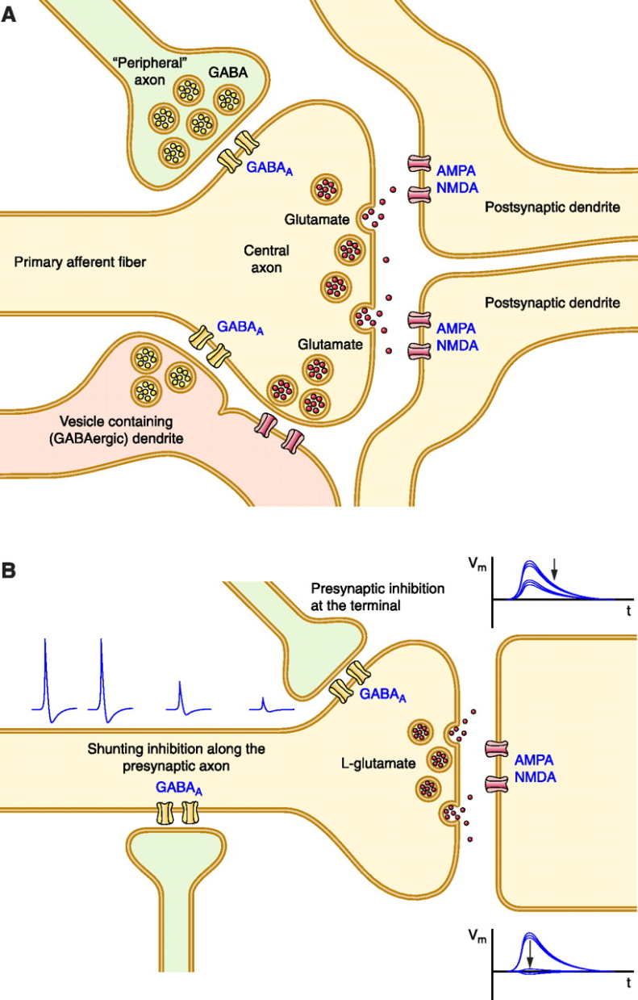 A
“Peripheral”
axon
GABA
GABAA
AMPA
NMDA
Postsynaptic dendrite
Glutamate
Central
axon
Primary afferent fiber
Postsynaptic dendrite
GABAA
AMPA
NMDA
Glutamate
Vesicle containing
(GABAergic) dendrite
B
Vm
t
Presynaptic inhibition
at the terminal
GABAA
Shunting inhibition along the
presynaptic axon
GABAA
L-glutamate
AMPA
NMDA
Vm
t